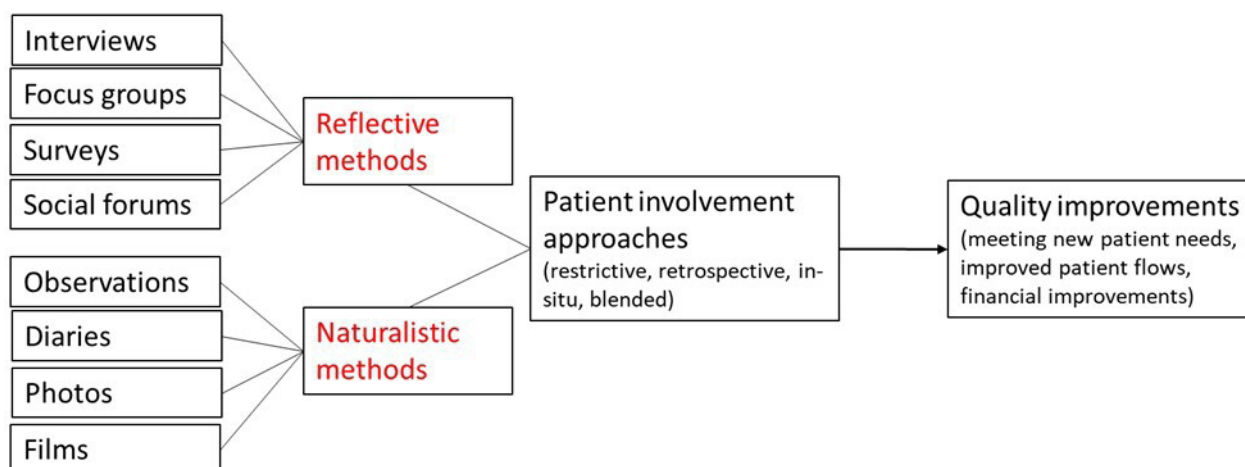 Interviews
Focus groups
Surveys
Social forums
Reflective
methods
Observations
Diaries
Photos
Films
Naturalistic
methods
Patient involvement
approaches
(restrictive, retrospective, in-
situ, blended)
Quality improvements
(meeting new patient needs,
improved patient flows,
financial improvements)